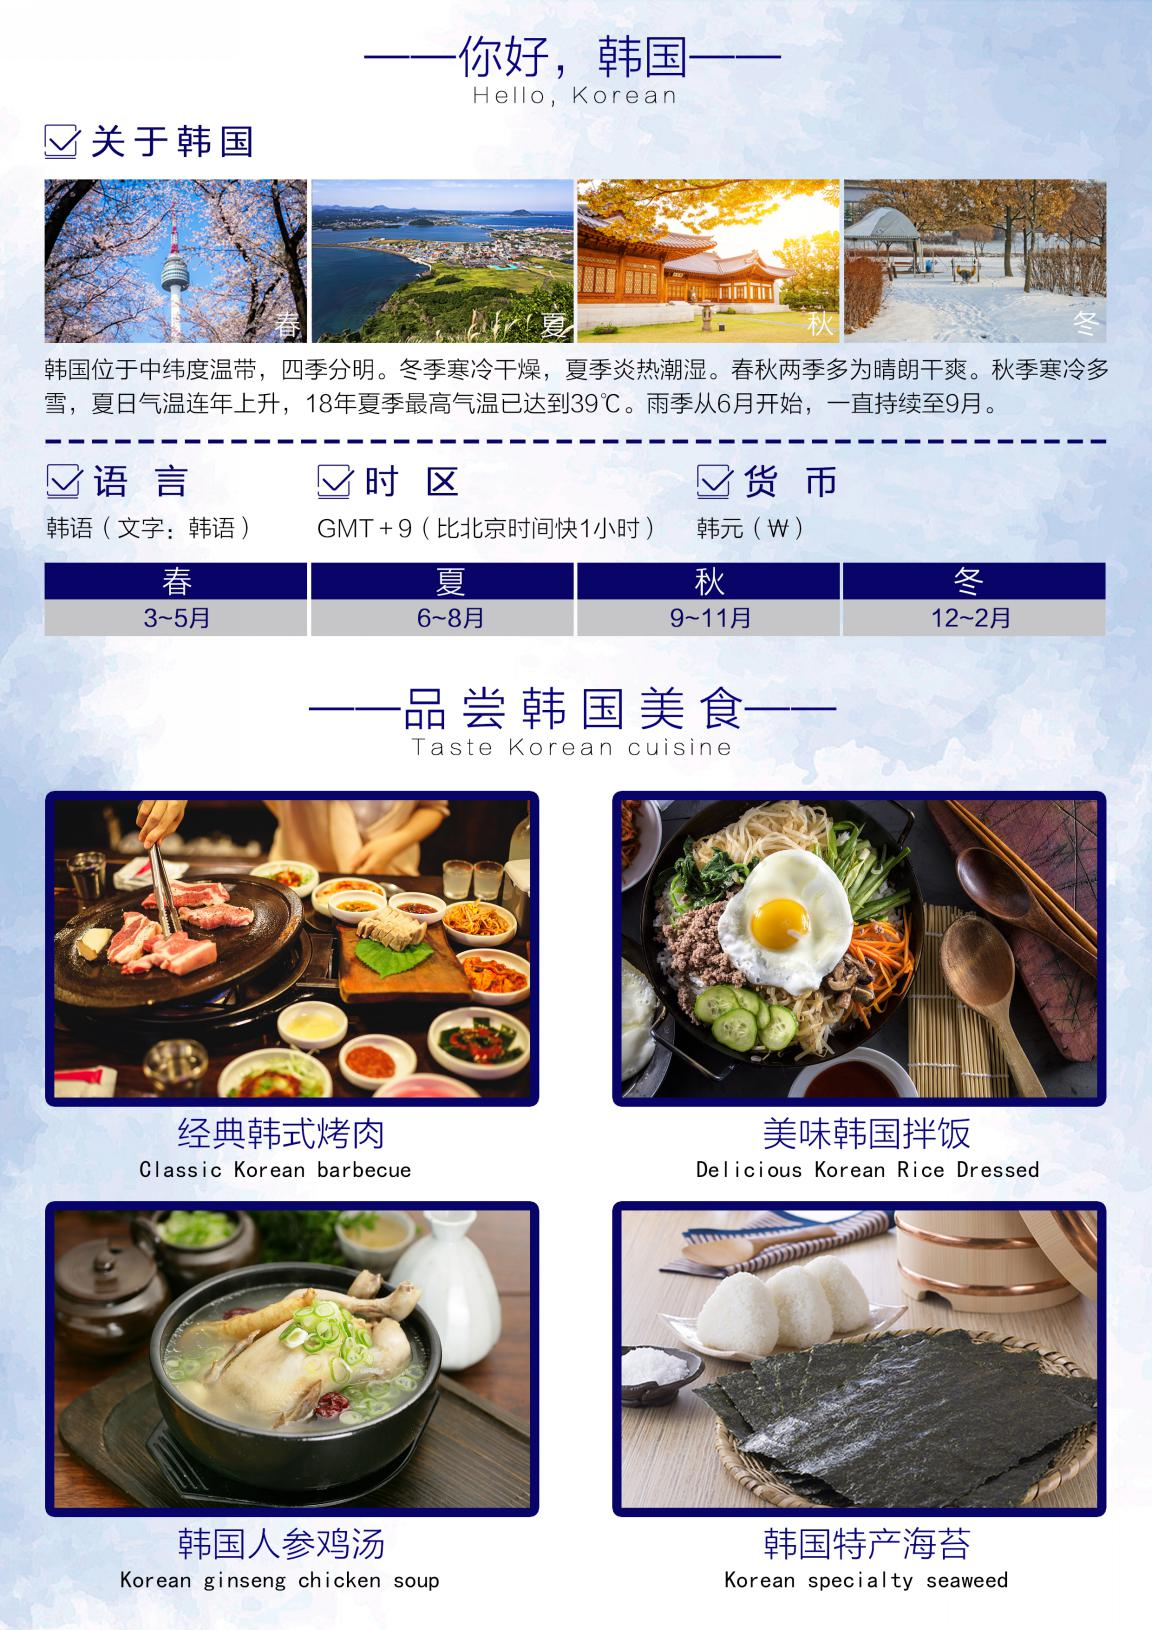 ——你好，韩国——
Hello, Korean
关于韩国
春
夏
秋
冬
韩国位于中纬度温带，四季分明。冬季寒冷干燥，夏季炎热潮湿。春秋两季多为晴朗干爽。秋季寒冷多
雪，夏日气温连年上升，18年夏季最高气温已达到39℃。雨季从6月开始，一直持续至9月。
语 言
韩语（文字：韩语）
时 区
GMT+9（比北京时间快1小时）
货 币
韩元（₩）
春 夏 秋 冬
3~5月 6~8月 9~11月 12~2月
——品尝韩国美食——
Taste Korean cuisine
经典韩式烤肉
Classic Korean barbecue
美味韩国拌饭
Delicious Korean Rice Dressed
韩国人参鸡汤
Korean ginseng chicken soup
韩国特产海苔
Korean specialty seaweed